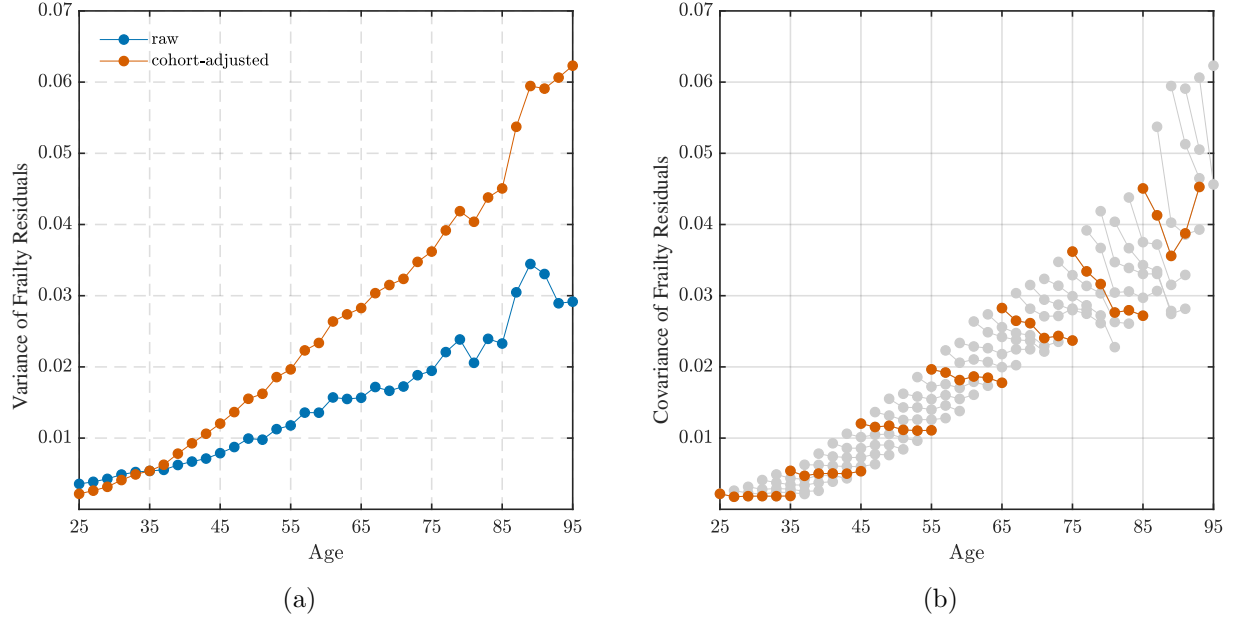 0.07
0.06
0.05
0.04
0.03
0.02
0.01
Variance of Frailty Residuals
raw
cohort-adjusted
25 35 45 55 65 75 85 95
Age
(a)
0.07
0.06
0.05
0.04
0.03
0.02
0.01
Covariance of Frailty Residuals
25 35 45 55 65 75 85 95
Age
(b)